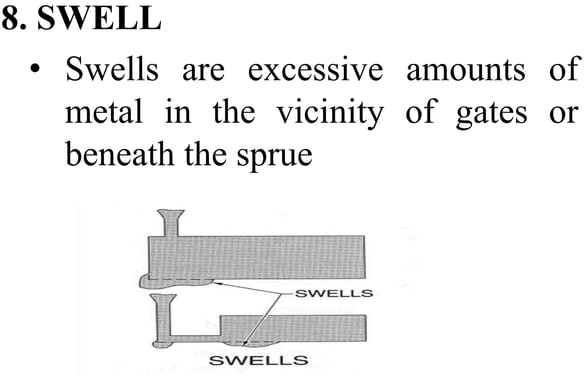 8. SWELL
• Swells are excessive amounts of
metal in the vicinity of gates or
beneath the sprue
SWELLS
SWELLS